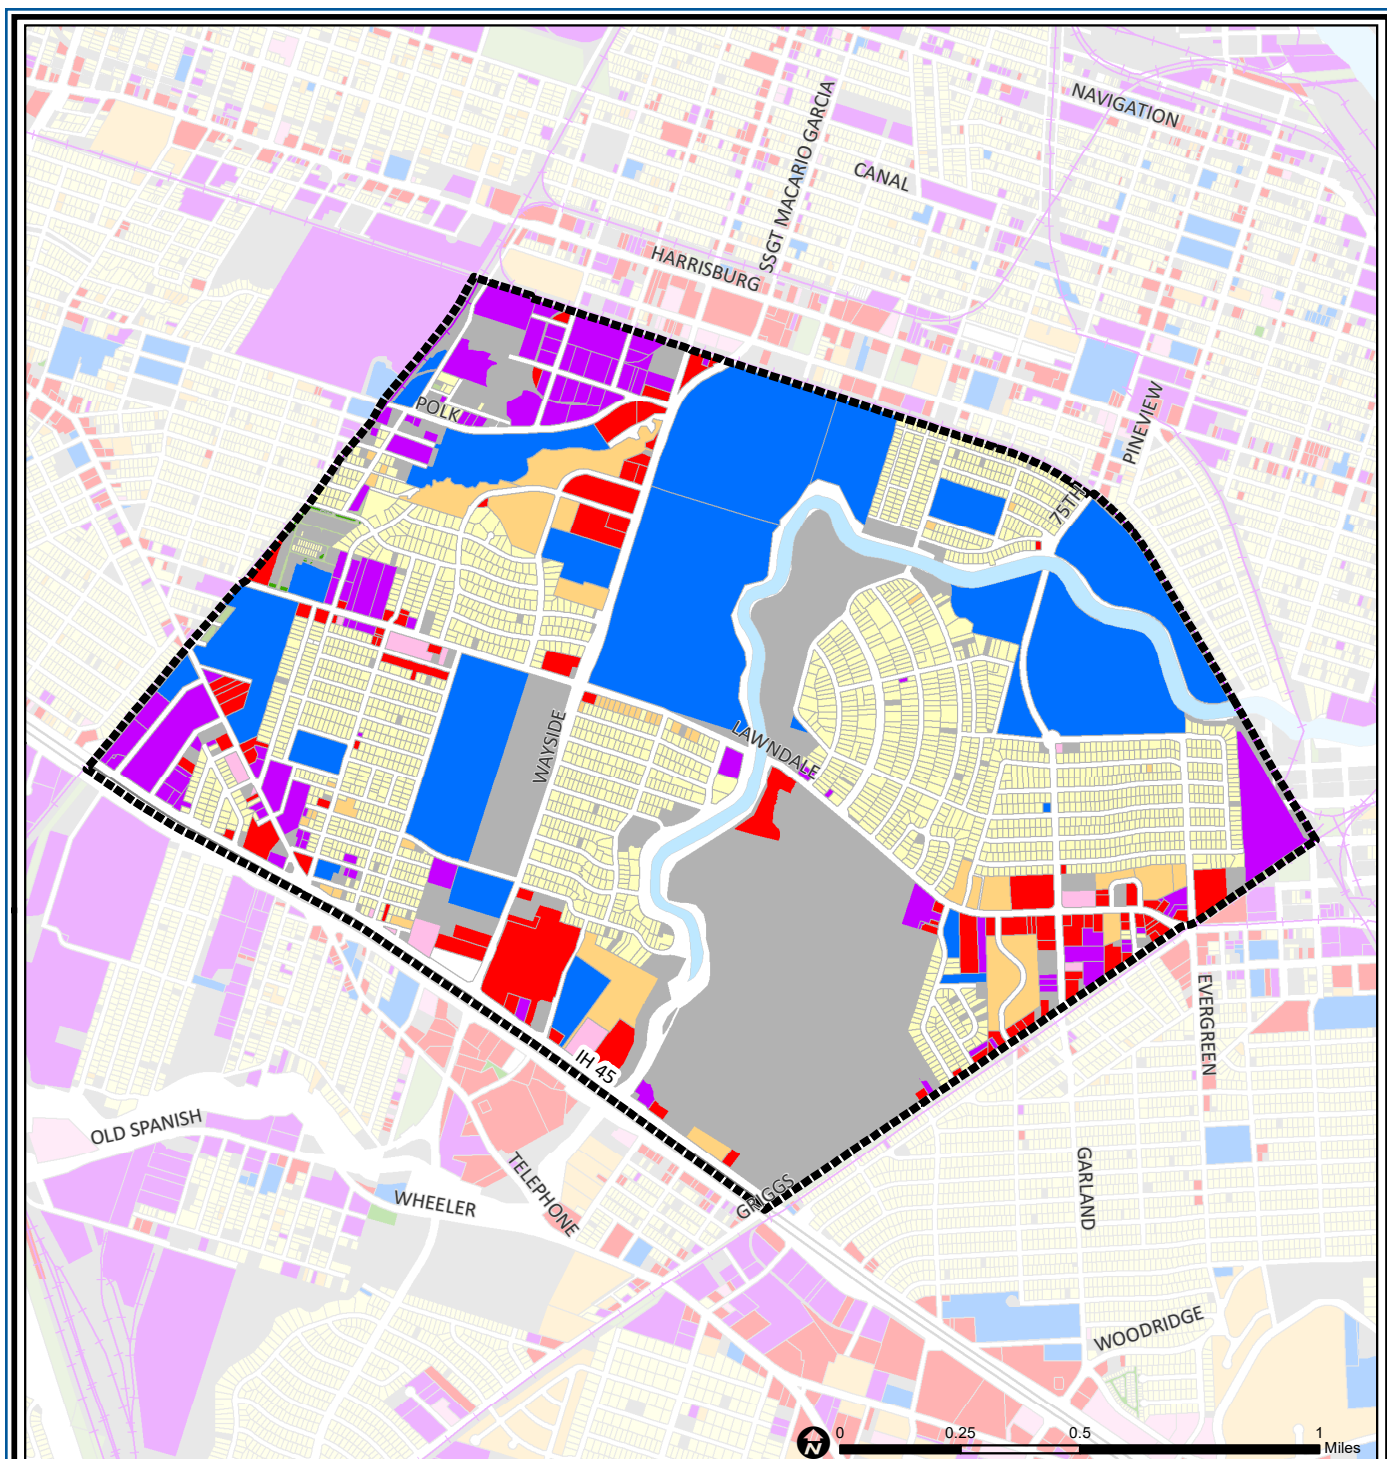 NAVIGATION
SSGT MACARIO GARCIA
CANAL
HARRISBURG
PINEVIEW
POLK
75TH
WAYSIDE
LAWNDALE
EVERGREEN
IH 45
OLD SPANISH
TELEPHONE
WHEELER
GRIGGS
GARLAND
WOODRIDGE
N
0 0.25 0.5 1
Miles